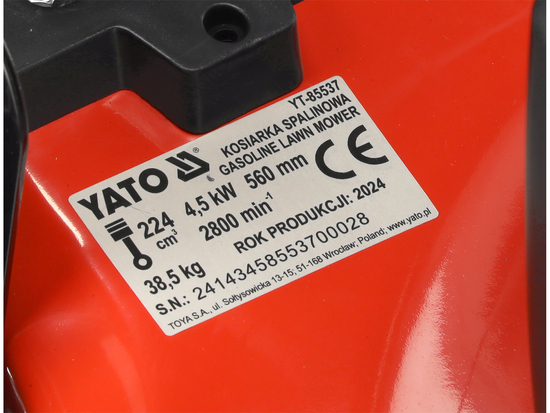 YT-85537
YATO ® KOSIARKA SPALINOWA
GASOLINE LAWN MOWER
224 cm³ 4,5 kW 560 mm CE
2800 min⁻¹
38,5 kg ROK PRODUKCJI: 2024
S.N.: 24143458553700028
TOYA S.A., ul. Sołtysowicka 13-15; 51-168 Wrocław; Poland; www.yato.pl